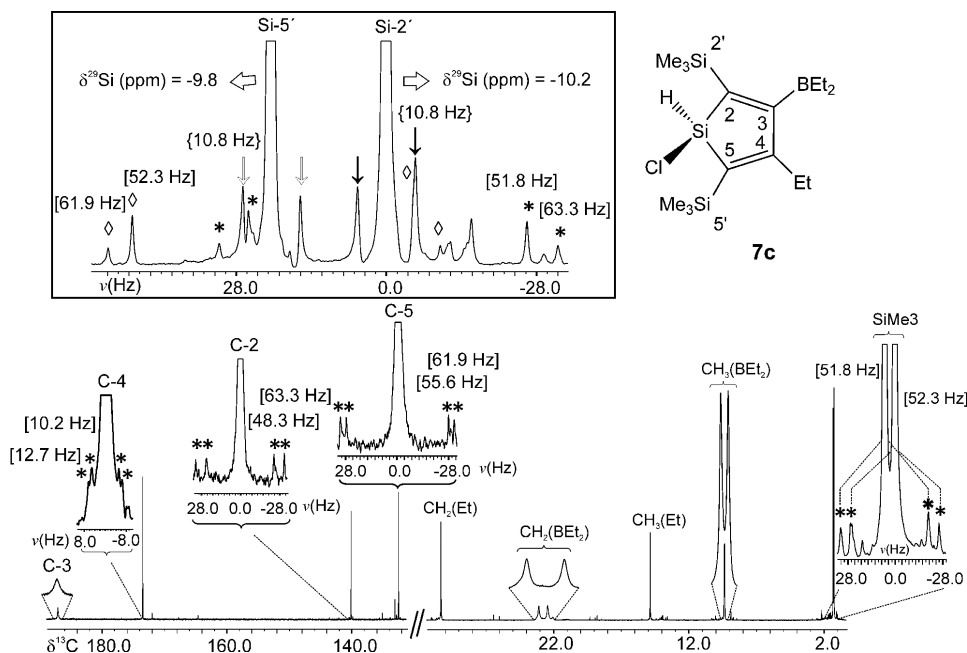 Si-5´ Si-2´
δ²⁹Si (ppm) = -9.8 δ²⁹Si (ppm) = -10.2
{10.8 Hz} {10.8 Hz}
[52.3 Hz] [51.8 Hz]
[61.9 Hz] [63.3 Hz]
◊ ◊ * * ◊ ◊ * *
ν(Hz) 28.0 0.0 -28.0
2'
Me₃Si
BEt₂
H
2 3
Si
5 4
Cl
Et
Me₃Si
5'
7c
C-5
C-2
C-4
[61.9 Hz]
[55.6 Hz]
[63.3 Hz]
[48.3 Hz]
[10.2 Hz]
[12.7 Hz]
** **
** **
* * * *
28.0 0.0 -28.0 ν(Hz)
28.0 0.0 -28.0 ν(Hz)
ν(Hz) 8.0 -8.0
C-3
CH₂(Et)
CH₂(BEt₂)
CH₃(Et)
CH₃(BEt₂)
SiMe3
[51.8 Hz]
[52.3 Hz]
** * *
ν(Hz)
28.0 0.0 -28.0
δ¹³C 180.0 160.0 140.0 // 22.0 12.0 2.0